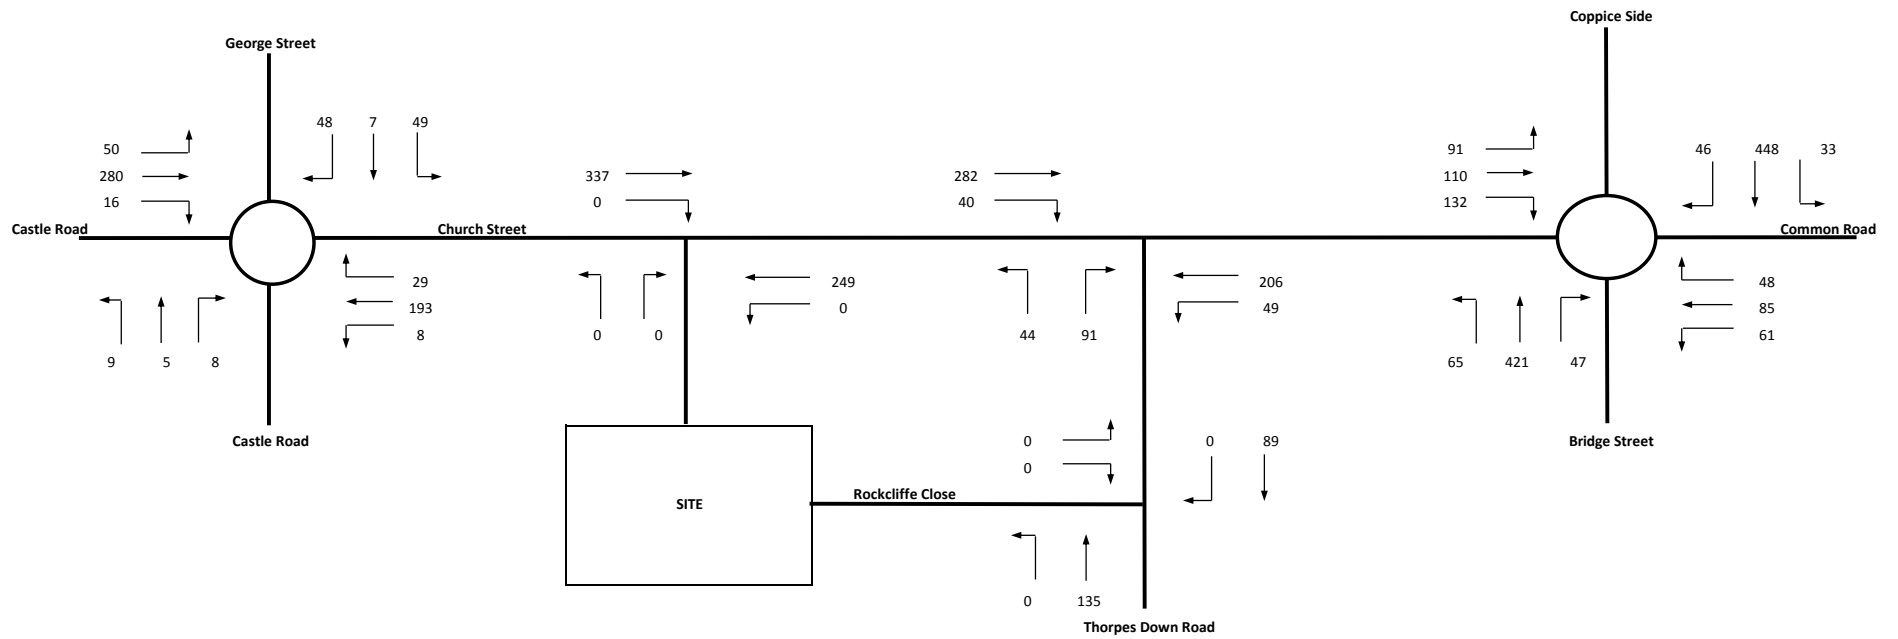 Coppice Side
George Street
48 7 49
50
280
16
337
0
282
40
91
110
132
46 448 33
Castle Road
Church Street
Common Road
29
193
8
9 5 8
249
0
0 0
206
49
44 91
48
85
61
65 421 47
Castle Road
Bridge Street
0
0
0 89
Rockcliffe Close
SITE
0 135
Thorpes Down Road